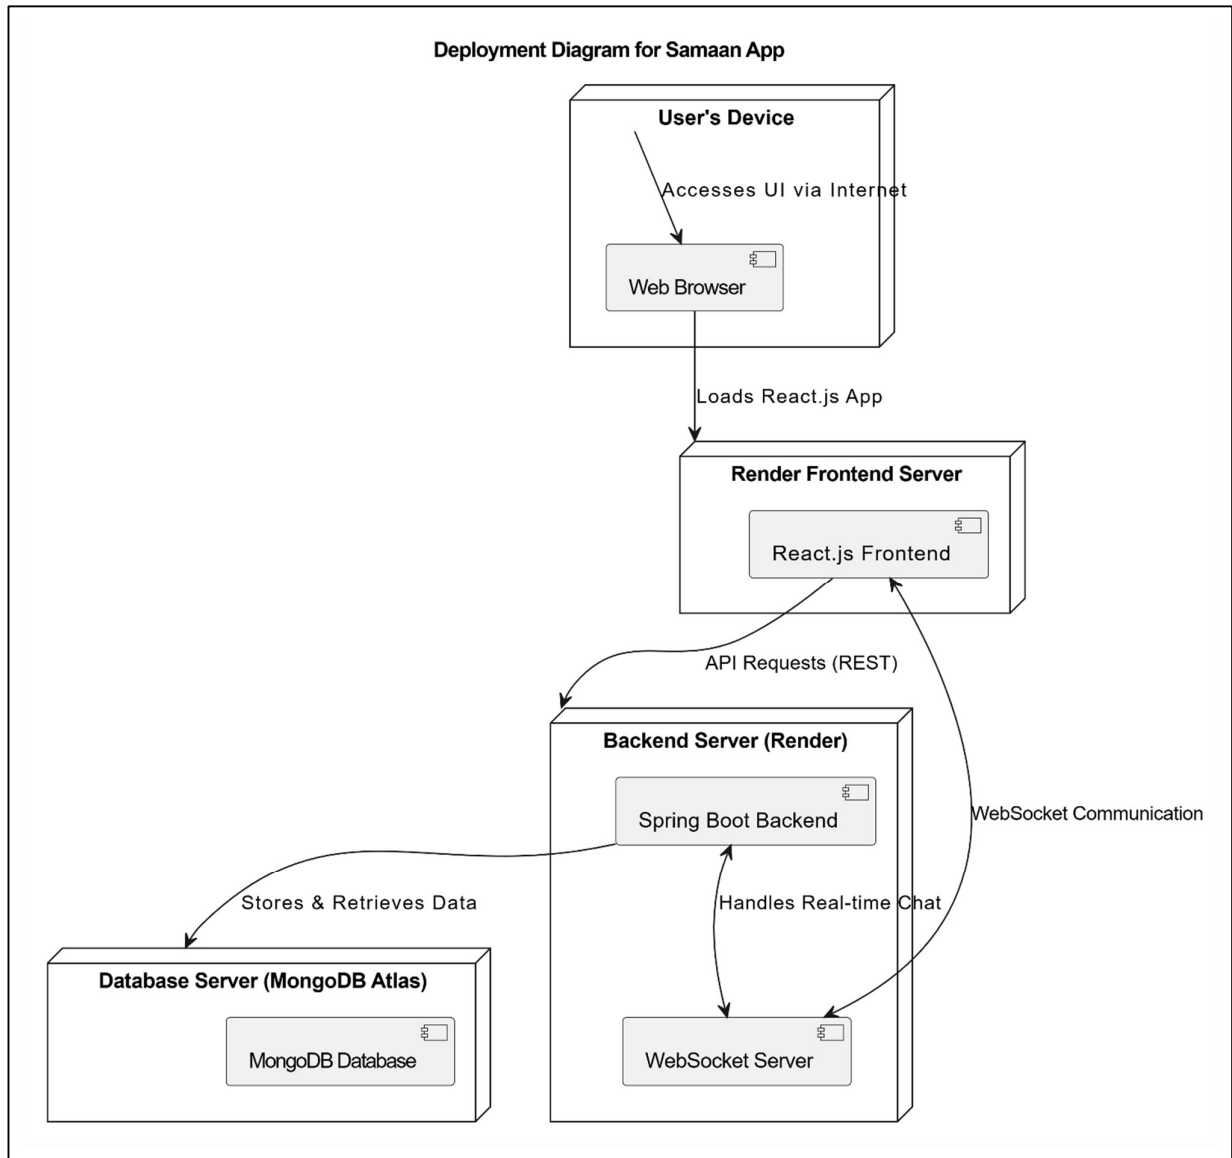 Deployment Diagram for Samaan App
User's Device
Accesses UI via Internet
Web Browser
Loads React.js App
Render Frontend Server
React.js Frontend
API Requests (REST)
Backend Server (Render)
Spring Boot Backend
WebSocket Communication
Stores & Retrieves Data
Handles Real-time Chat
Database Server (MongoDB Atlas)
MongoDB Database
WebSocket Server